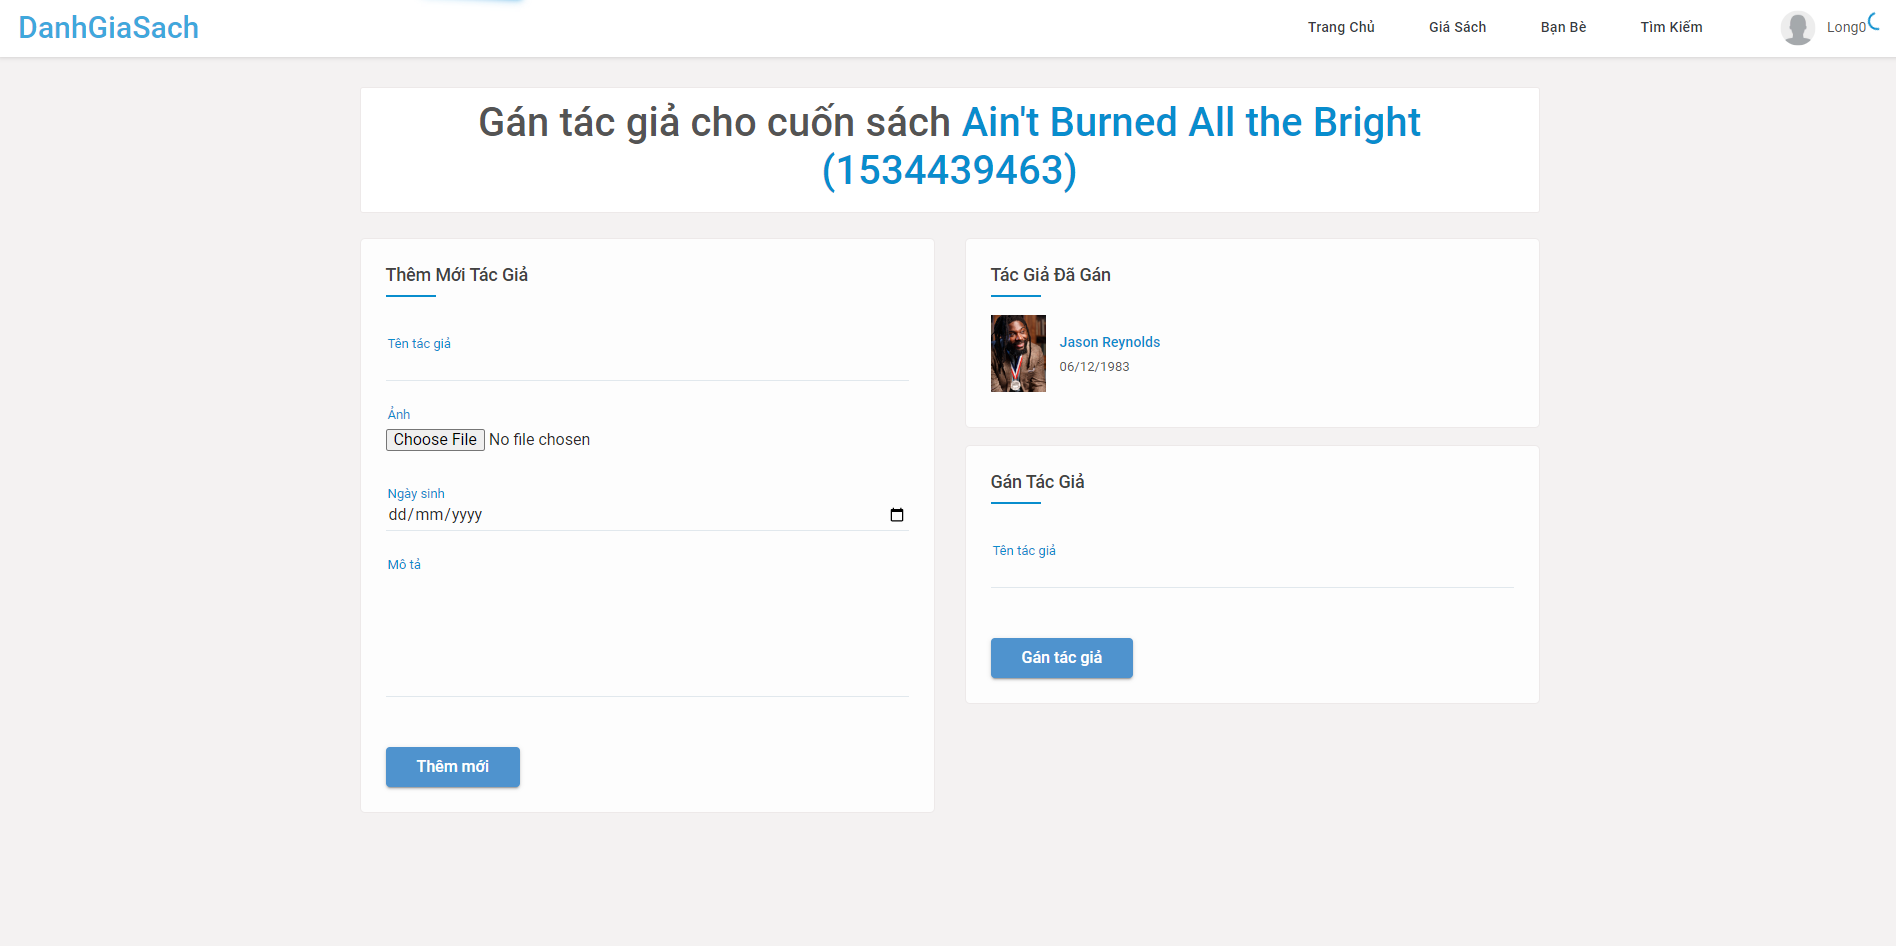 DanhGiaSach
Trang Chủ
Giá Sách
Bạn Bè
Tìm Kiếm
Long0
Gán tác giả cho cuốn sách Ain't Burned All the Bright
(1534439463)
Thêm Mới Tác Giả
Tên tác giả
Ảnh
Choose File No file chosen
Ngày sinh
dd/mm/yyyy
Mô tả
Thêm mới
Tác Giả Đã Gán
Jason Reynolds
06/12/1983
Gán Tác Giả
Tên tác giả
Gán tác giả